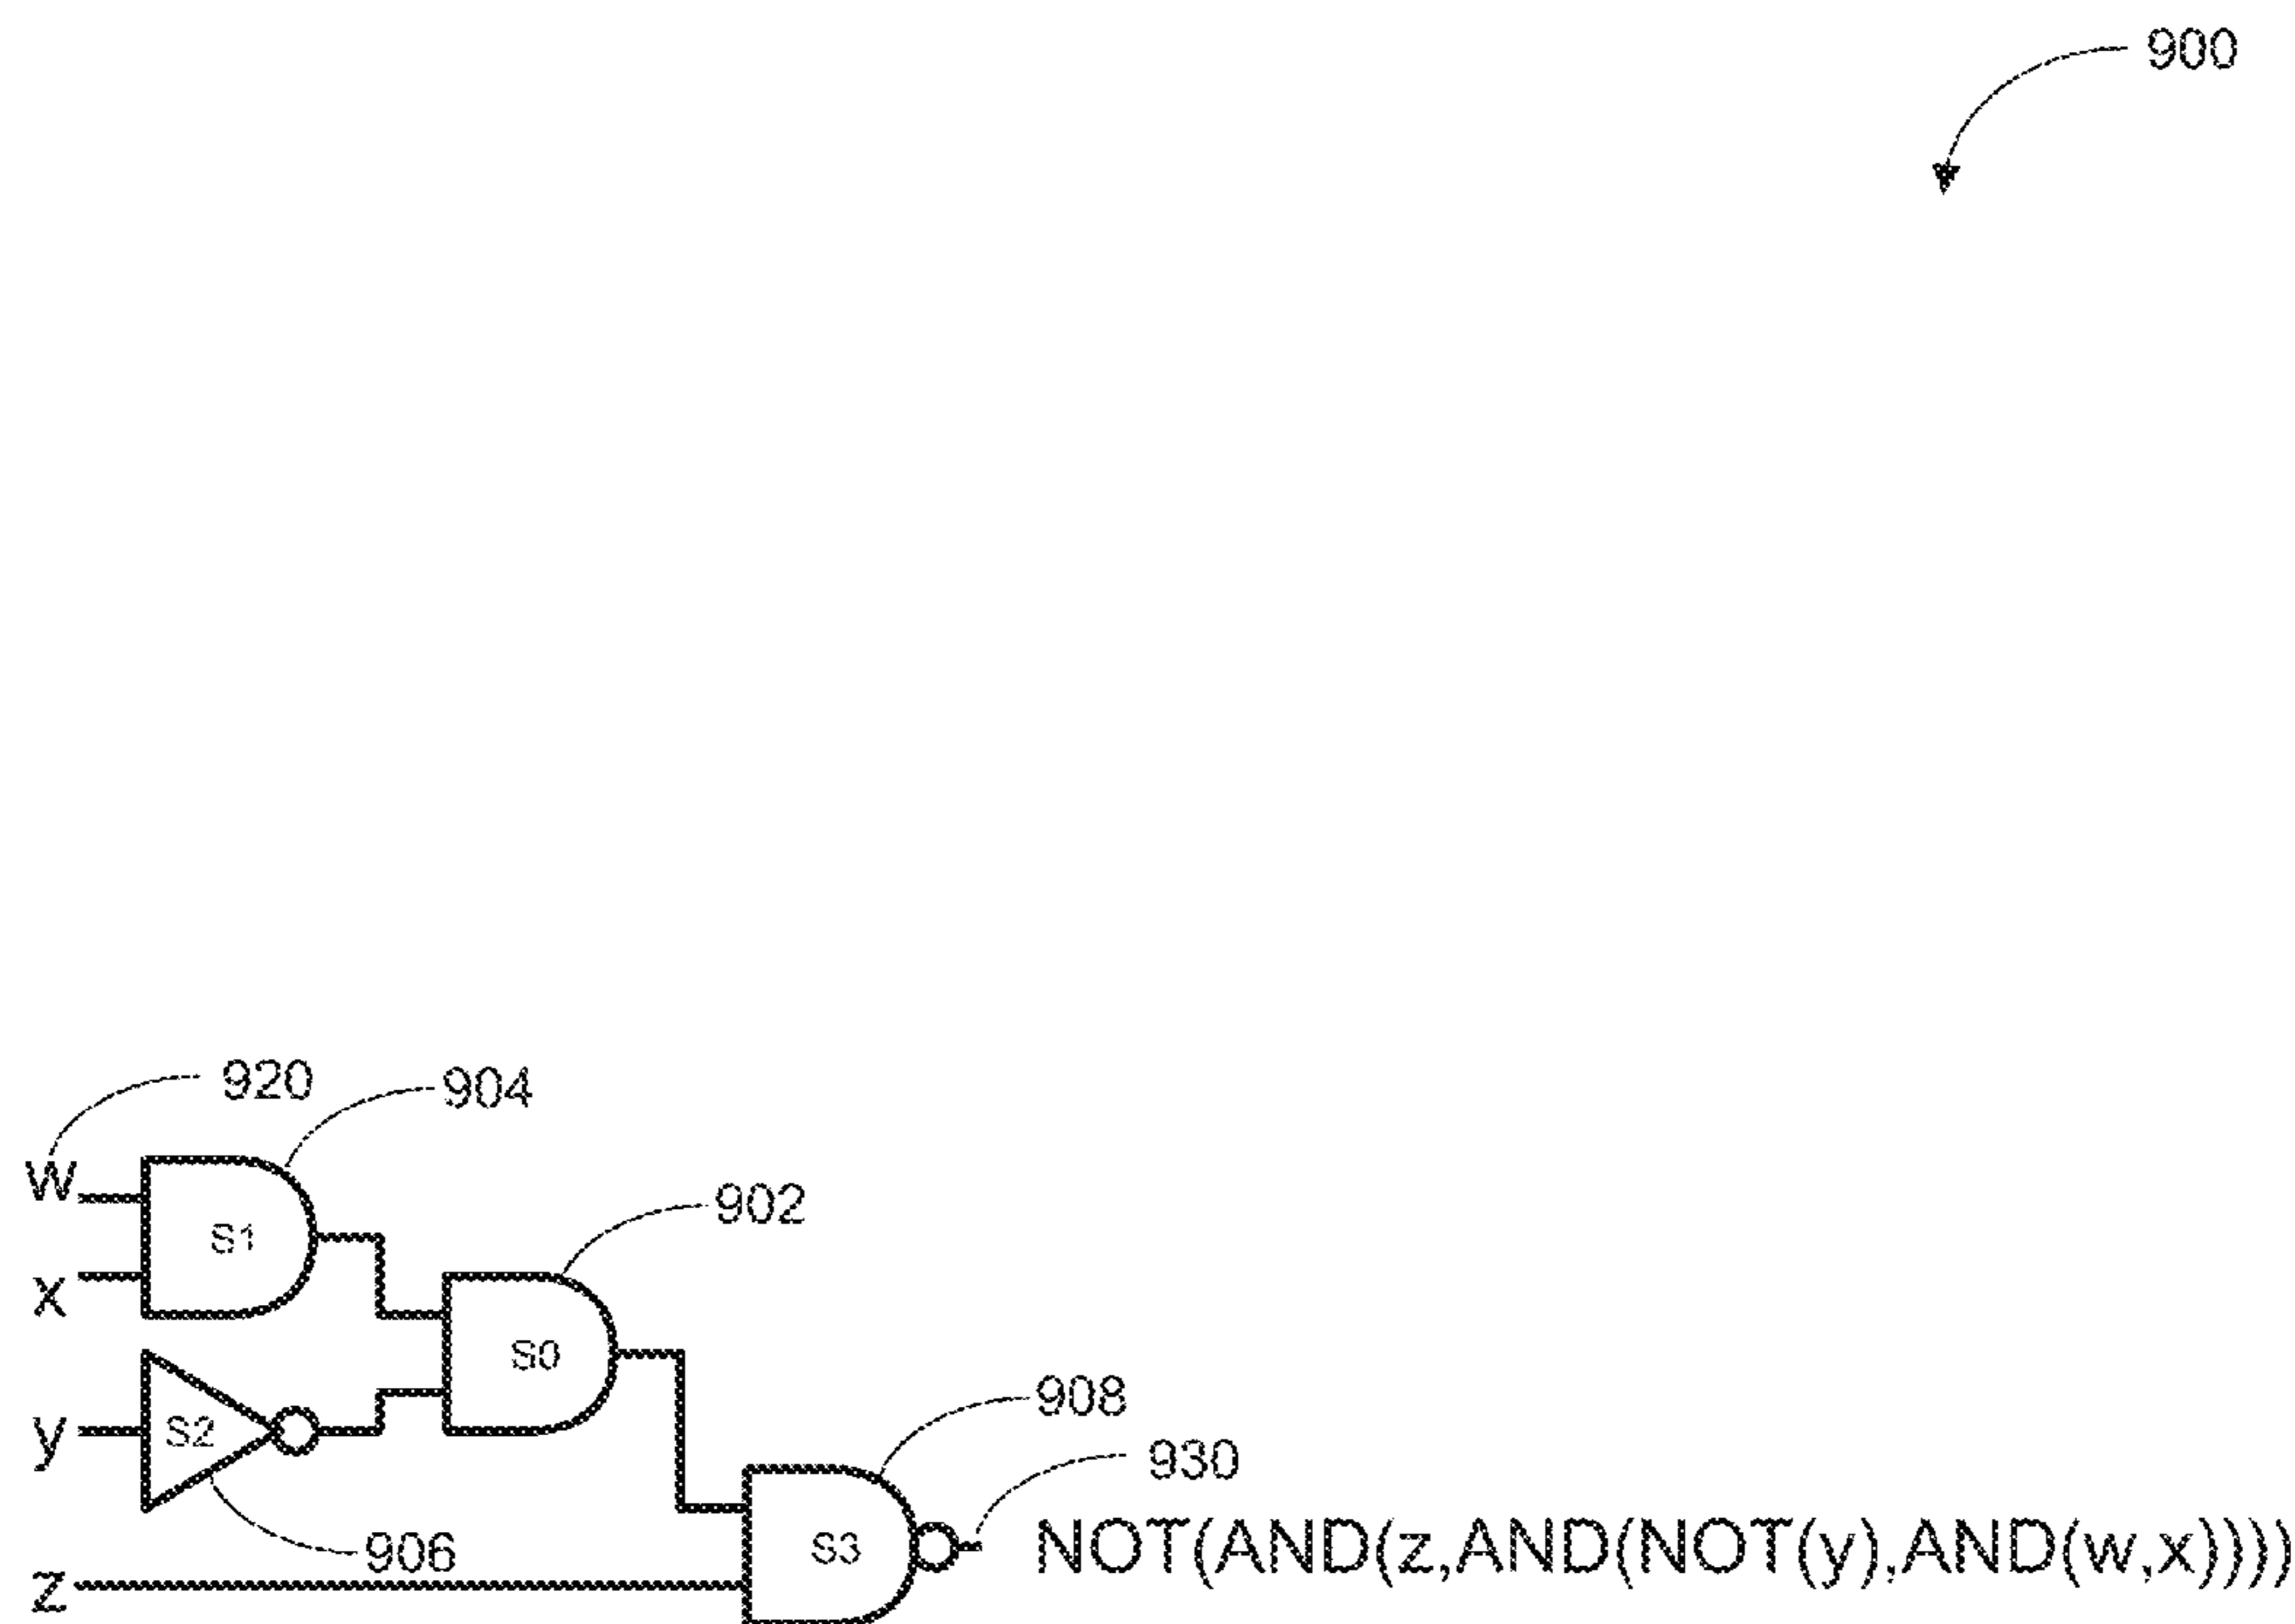 900
920
904
w
902
S1
x
S0
908
y
S2
930
906
S3
NOT(AND(z,AND(NOT(y),AND(w,x))))
z